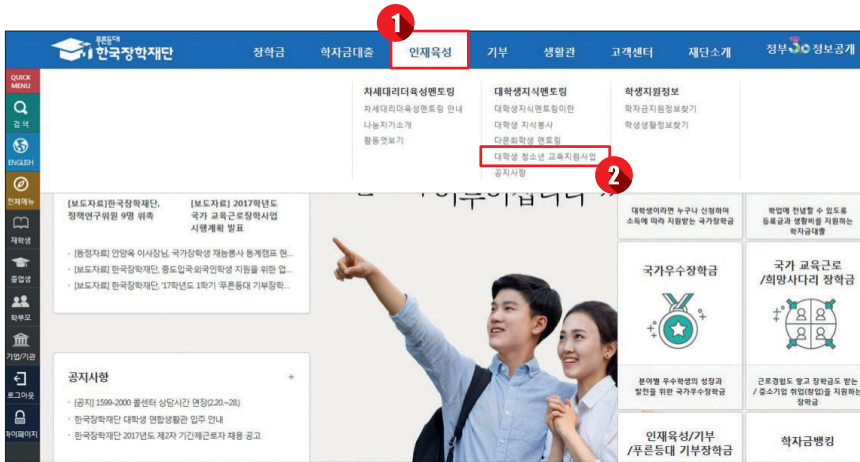 1
푸른등대
한국장학재단
장학금 학자금대출 인재육성 기부 생활관 고객센터 재단소개 정부3.0 정보공개
QUICK
MENU
검색
ENGLISH
전체메뉴
재학생
졸업생
학부모
기업/기관
로그아웃
마이페이지
차세대리더육성멘토링
차세대리더육성멘토링 안내
나눔지기소개
활동엿보기
대학생지식멘토링
대학생지식멘토링이란
대학생 지식봉사
다문화학생 멘토링
대학생 청소년 교육지원사업
공지사항
2
학생지원정보
학자금지원정보찾기
학생생활정보찾기
[보도자료]한국장학재단,
정책연구위원 9명 위촉
[보도자료] 2017학년도
국가 교육근로장학사업
시행계획 발표
· [동정자료] 안양옥 이사장님, 국가장학생 재능봉사 동계캠프 현...
· [보도자료] 한국장학재단, 중도입국·외국인학생 지원을 위한 업...
· [보도자료] 한국장학재단, '17학년도 1학기 '푸른등대 기부장학...
공지사항 +
· [공지] 1599-2000 콜센터 상담시간 연장(2.20.~28.)
· 한국장학재단 대학생 연합생활관 입주 안내
· 한국장학재단 2017년도 제2차 기간제근로자 채용 공고
이루어집니다 "
대학생이라면 누구나 신청하여
소득에 따라 지원받는 국가장학금
학업에 전념할 수 있도록
등록금과 생활비를 지원하는
학자금대출
국가우수장학금
분야별 우수학생의 성장과
발전을 위한 국가우수장학금
국가 교육근로
/희망사다리 장학금
근로경험도 쌓고 장학금도 받는
/ 중소기업 취업(창업)을 지원하는
장학금
인재육성/기부
/푸른등대 기부장학금
학자금뱅킹